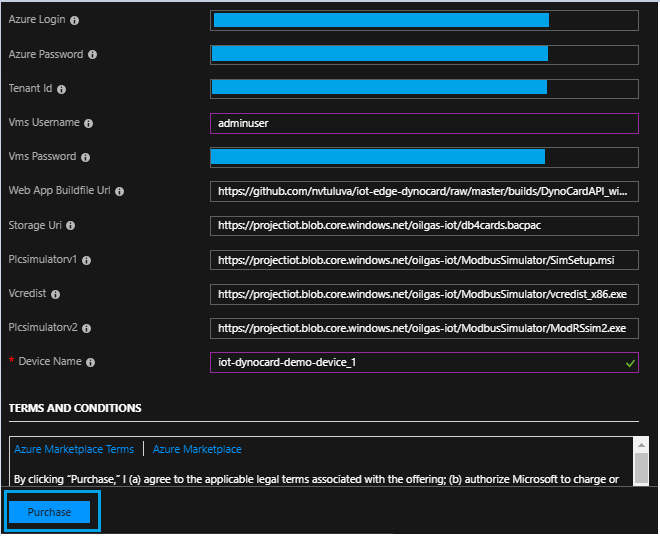 Azure Login
Azure Password
Tenant Id
Vms Username adminuser
Vms Password
Web App Buildfile Url https://github.com/nvtuluva/iot-edge-dynocard/raw/master/builds/DynoCardAPI_wi...
Storage Uri https://projectiot.blob.core.windows.net/oilgas-iot/db4cards.bacpac
Plcsimulatorv1 https://projectiot.blob.core.windows.net/oilgas-iot/ModbusSimulator/SimSetup.msi
Vcredist https://projectiot.blob.core.windows.net/oilgas-iot/ModbusSimulator/vcredist_x86.exe
Plcsimulatorv2 https://projectiot.blob.core.windows.net/oilgas-iot/ModbusSimulator/ModRSsim2.exe
* Device Name iot-dynocard-demo-device_1
TERMS AND CONDITIONS
Azure Marketplace Terms | Azure Marketplace
By clicking "Purchase," I (a) agree to the applicable legal terms associated with the offering; (b) authorize Microsoft to charge or
Purchase